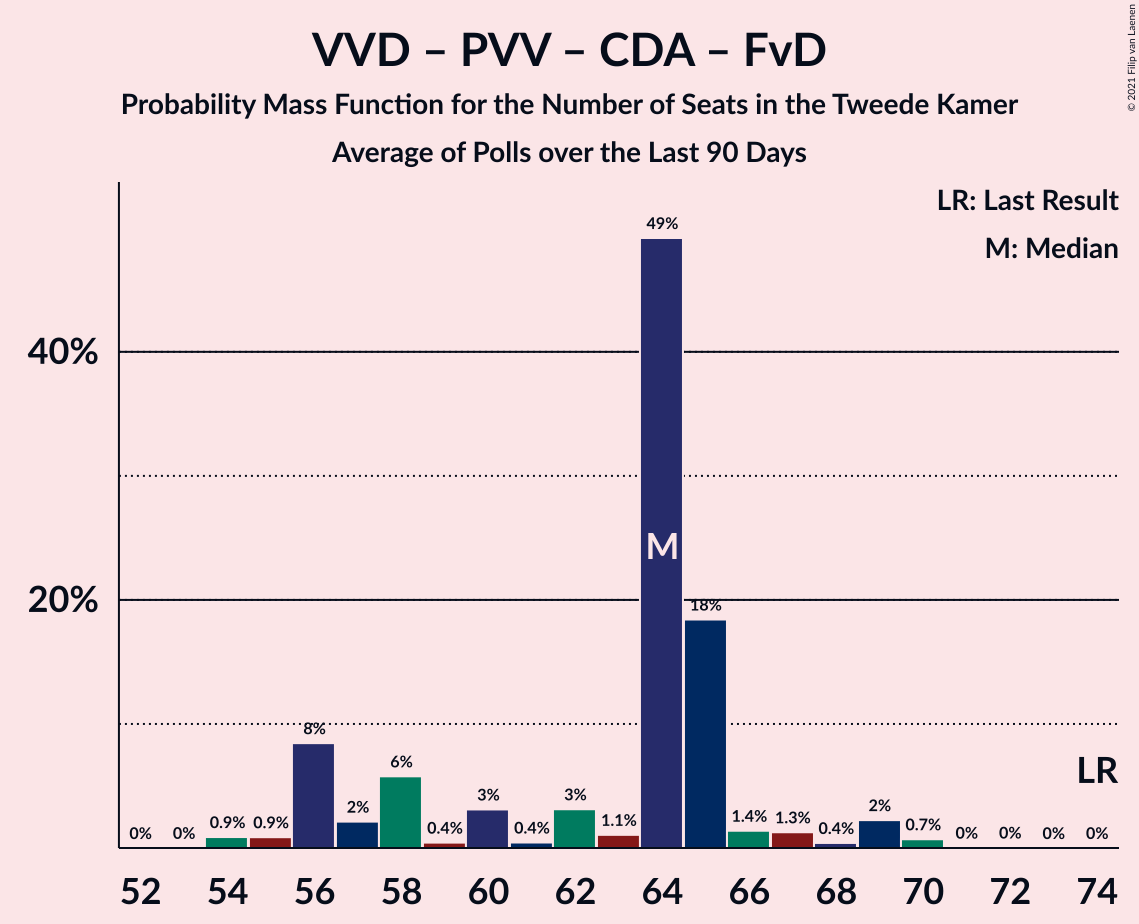 VVD – PVV – CDA – FvD
Probability Mass Function for the Number of Seats in the Tweede Kamer
Average of Polls over the Last 90 Days
© 2021 Filip van Laenen
LR: Last Result
M: Median
40%
20%
0%
0%
0.9%
0.9%
8%
2%
6%
0.4%
3%
0.4%
3%
1.1%
49%
M
18%
1.4%
1.3%
0.4%
2%
0.7%
0%
0%
0%
0%
LR
52 54 56 58 60 62 64 66 68 70 72 74